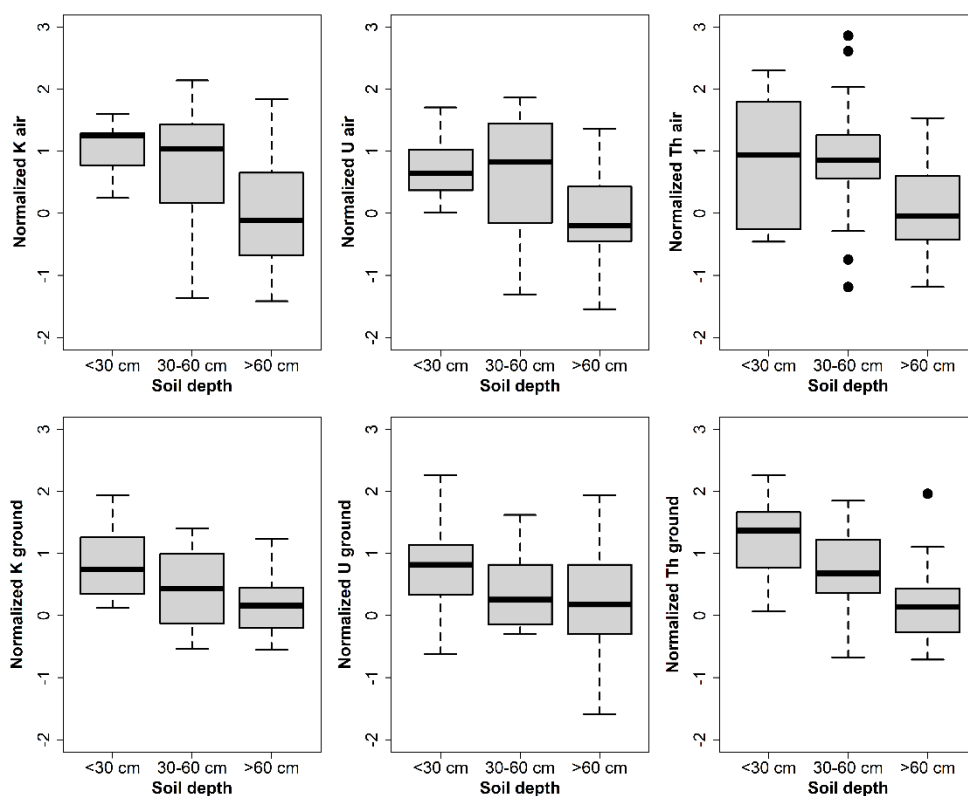 Normalized K air
3
2
1
0
-1
-2
<30 cm 30-60 cm >60 cm
Soil depth
Normalized U air
3
2
1
0
-1
-2
<30 cm 30-60 cm >60 cm
Soil depth
Normalized Th air
3
2
1
0
-1
-2
<30 cm 30-60 cm >60 cm
Soil depth
Normalized K ground
3
2
1
0
-1
-2
<30 cm 30-60 cm >60 cm
Soil depth
Normalized U ground
3
2
1
0
-1
-2
<30 cm 30-60 cm >60 cm
Soil depth
Normalized Th ground
3
2
1
0
-1
-2
<30 cm 30-60 cm >60 cm
Soil depth